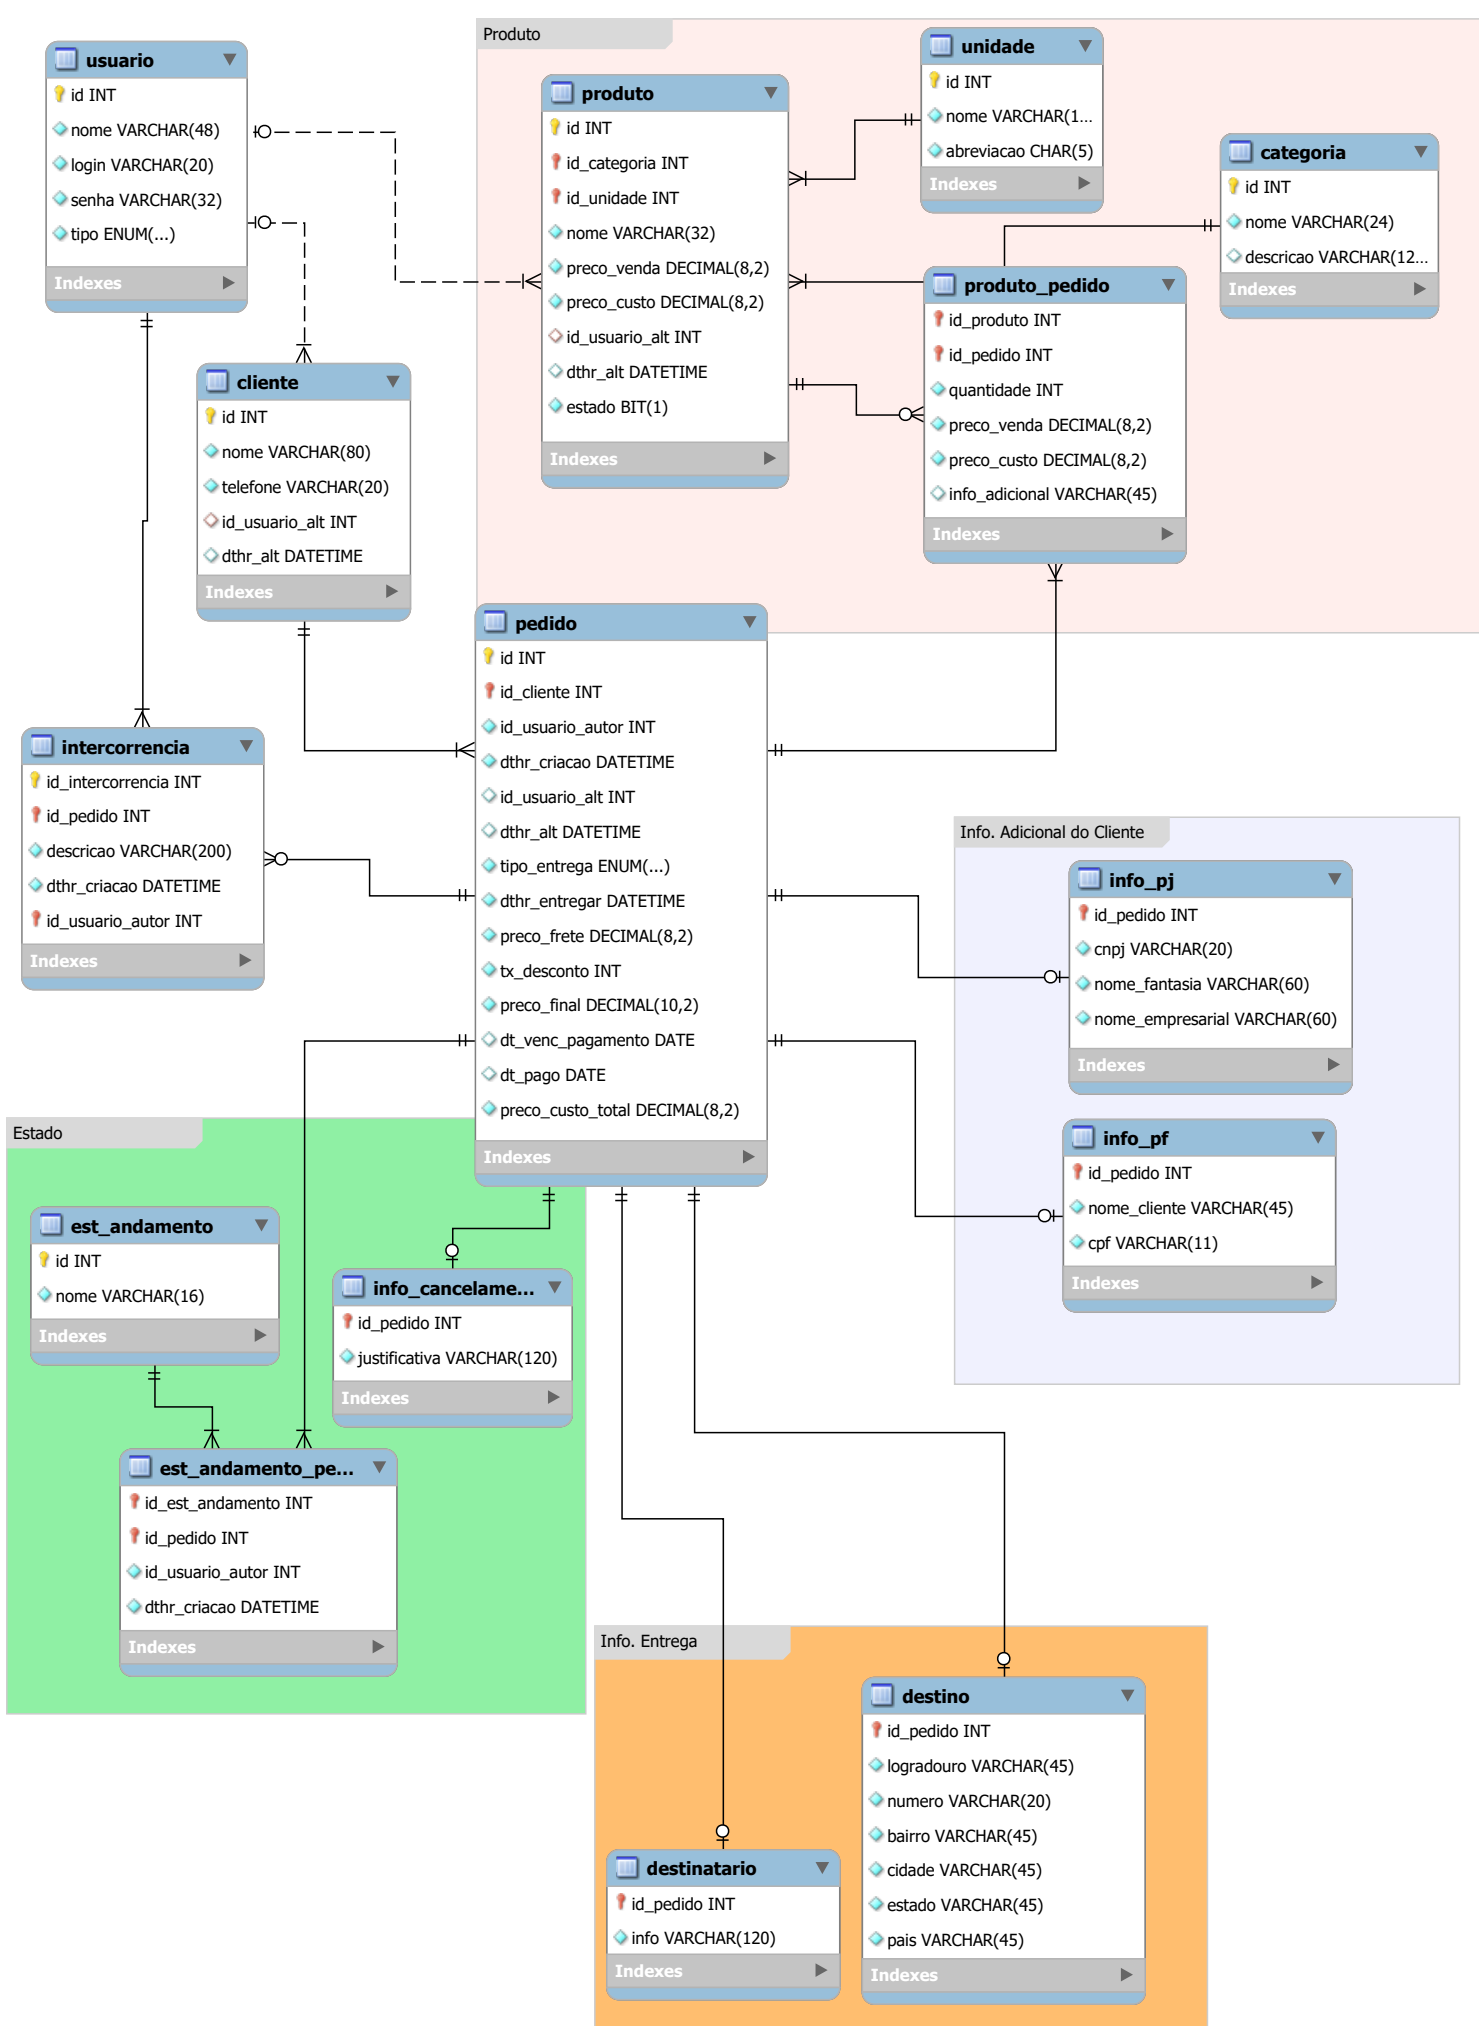 usuario
id INT
nome VARCHAR(48)
login VARCHAR(20)
senha VARCHAR(32)
tipo ENUM(...)
Indexes
Produto
produto
id INT
id_categoria INT
id_unidade INT
nome VARCHAR(32)
preco_venda DECIMAL(8,2)
preco_custo DECIMAL(8,2)
id_usuario_alt INT
dthr_alt DATETIME
estado BIT(1)
Indexes
unidade
id INT
nome VARCHAR(1...
abreviacao CHAR(5)
Indexes
categoria
id INT
nome VARCHAR(24)
descricao VARCHAR(12...
Indexes
produto_pedido
id_produto INT
id_pedido INT
quantidade INT
preco_venda DECIMAL(8,2)
preco_custo DECIMAL(8,2)
info_adicional VARCHAR(45)
Indexes
cliente
id INT
nome VARCHAR(80)
telefone VARCHAR(20)
id_usuario_alt INT
dthr_alt DATETIME
Indexes
pedido
id INT
id_cliente INT
id_usuario_autor INT
dthr_criacao DATETIME
id_usuario_alt INT
dthr_alt DATETIME
tipo_entrega ENUM(...)
dthr_entregar DATETIME
preco_frete DECIMAL(8,2)
tx_desconto INT
preco_final DECIMAL(10,2)
dt_venc_pagamento DATE
dt_pago DATE
preco_custo_total DECIMAL(8,2)
Indexes
intercorrencia
id_intercorrencia INT
id_pedido INT
descricao VARCHAR(200)
dthr_criacao DATETIME
id_usuario_autor INT
Indexes
Info. Adicional do Cliente
info_pj
id_pedido INT
cnpj VARCHAR(20)
nome_fantasia VARCHAR(60)
nome_empresarial VARCHAR(60)
Indexes
info_pf
id_pedido INT
nome_cliente VARCHAR(45)
cpf VARCHAR(11)
Indexes
Estado
est_andamento
id INT
nome VARCHAR(16)
Indexes
info_cancelame...
id_pedido INT
justificativa VARCHAR(120)
Indexes
est_andamento_pe...
id_est_andamento INT
id_pedido INT
id_usuario_autor INT
dthr_criacao DATETIME
Indexes
Info. Entrega
destino
id_pedido INT
logradouro VARCHAR(45)
numero VARCHAR(20)
bairro VARCHAR(45)
cidade VARCHAR(45)
estado VARCHAR(45)
pais VARCHAR(45)
Indexes
destinatario
id_pedido INT
info VARCHAR(120)
Indexes